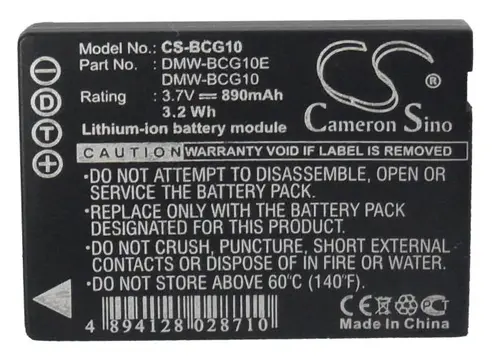 Model No.: CS-BCG10
Part No.: DMW-BCG10E
DMW-BCG10
Rating : 3.7V 890mAh
3.2 Wh
Lithium-ion battery module
Cameron Sino
CAUTION WARRANTY VOID IF LABEL IS REMOVED
•DO NOT ATTEMPT TO DISASSEMBLE, OPEN OR
SERVICE THE BATTERY PACK.
•REPLACE ONLY WITH BATTERY PACK
DESIGNATED FOR THIS EQUIPMENT.
•DO NOT CRUSH, PUNCTURE, SHORT EXTERNAL
CONTACTS, OR DISPOSE OF IN FIRE OR WATER.
•DO NOT STORE ABOVE 60℃ (140℉).
4 894128 028710
CE
Made In China